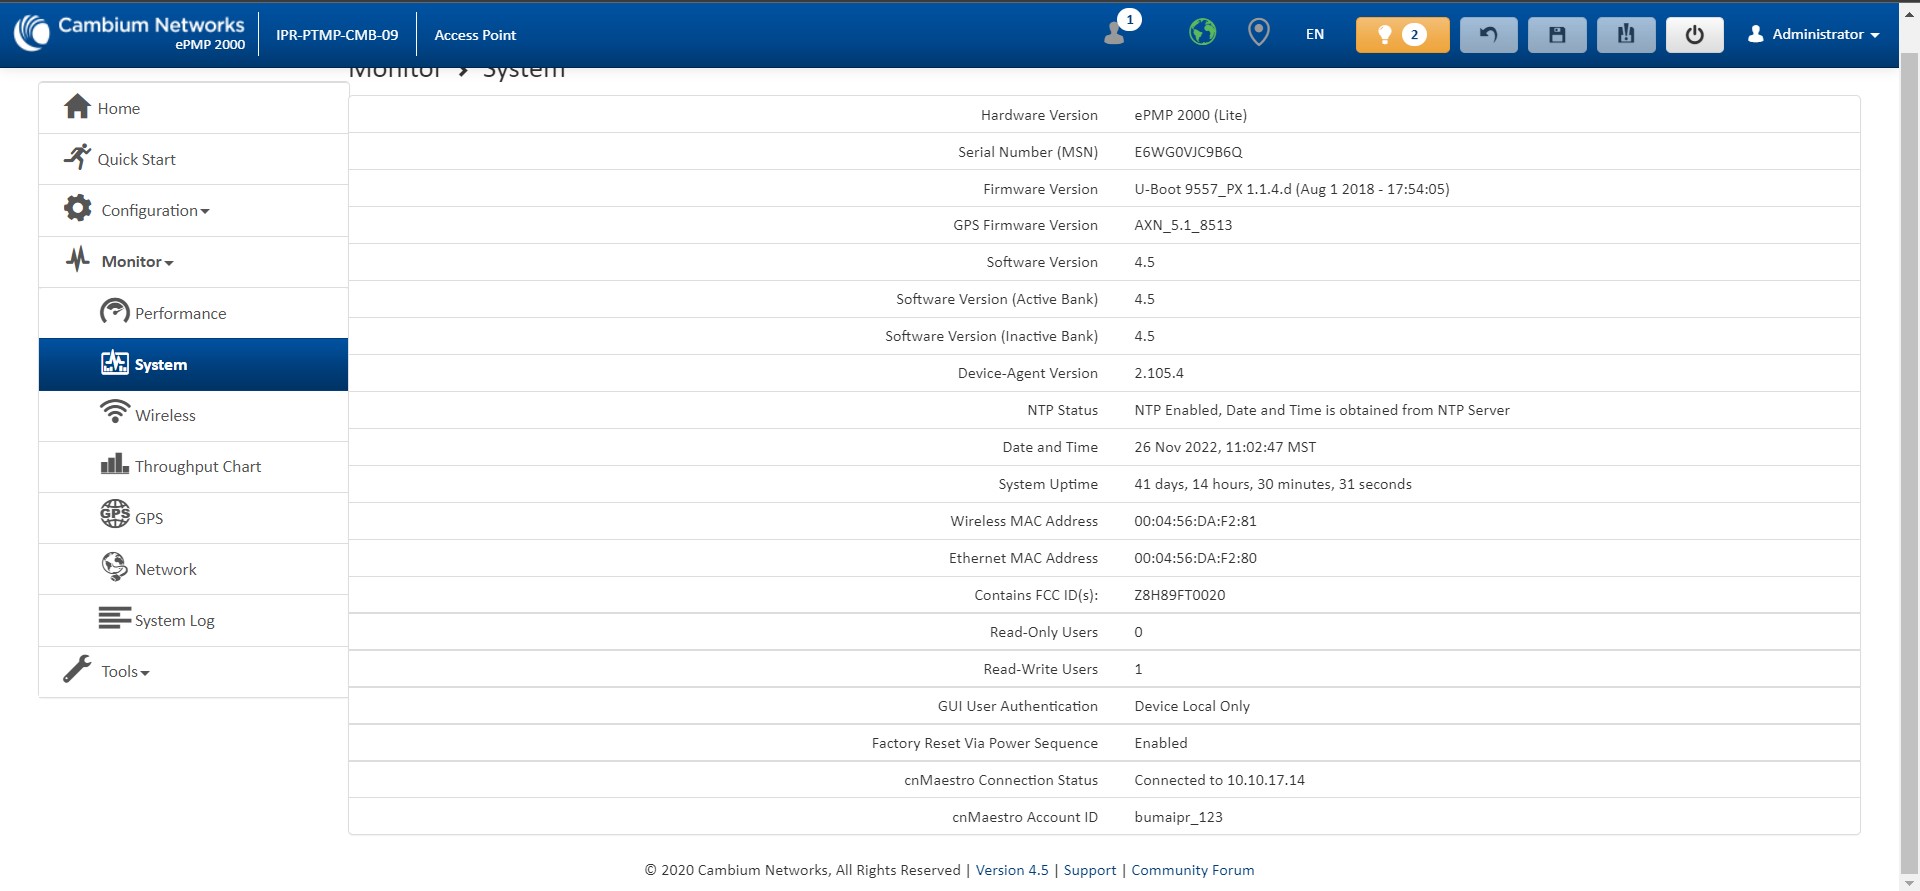 Cambium Networks
ePMP 2000
IPR-PTMP-CMB-09
Access Point
1
EN
2
Administrator
Monitor > System
Home
Quick Start
Configuration
Monitor
Performance
System
Wireless
Throughput Chart
GPS
GPS
Network
System Log
Tools
Hardware Version ePMP 2000 (Lite)
Serial Number (MSN) E6WG0VJC9B6Q
Firmware Version U-Boot 9557_PX 1.1.4.d (Aug 1 2018 - 17:54:05)
GPS Firmware Version AXN_5.1_8513
Software Version 4.5
Software Version (Active Bank) 4.5
Software Version (Inactive Bank) 4.5
Device-Agent Version 2.105.4
NTP Status NTP Enabled, Date and Time is obtained from NTP Server
Date and Time 26 Nov 2022, 11:02:47 MST
System Uptime 41 days, 14 hours, 30 minutes, 31 seconds
Wireless MAC Address 00:04:56:DA:F2:81
Ethernet MAC Address 00:04:56:DA:F2:80
Contains FCC ID(s): Z8H89FT0020
Read-Only Users 0
Read-Write Users 1
GUI User Authentication Device Local Only
Factory Reset Via Power Sequence Enabled
cnMaestro Connection Status Connected to 10.10.17.14
cnMaestro Account ID bumaipr_123
© 2020 Cambium Networks, All Rights Reserved | Version 4.5 | Support | Community Forum